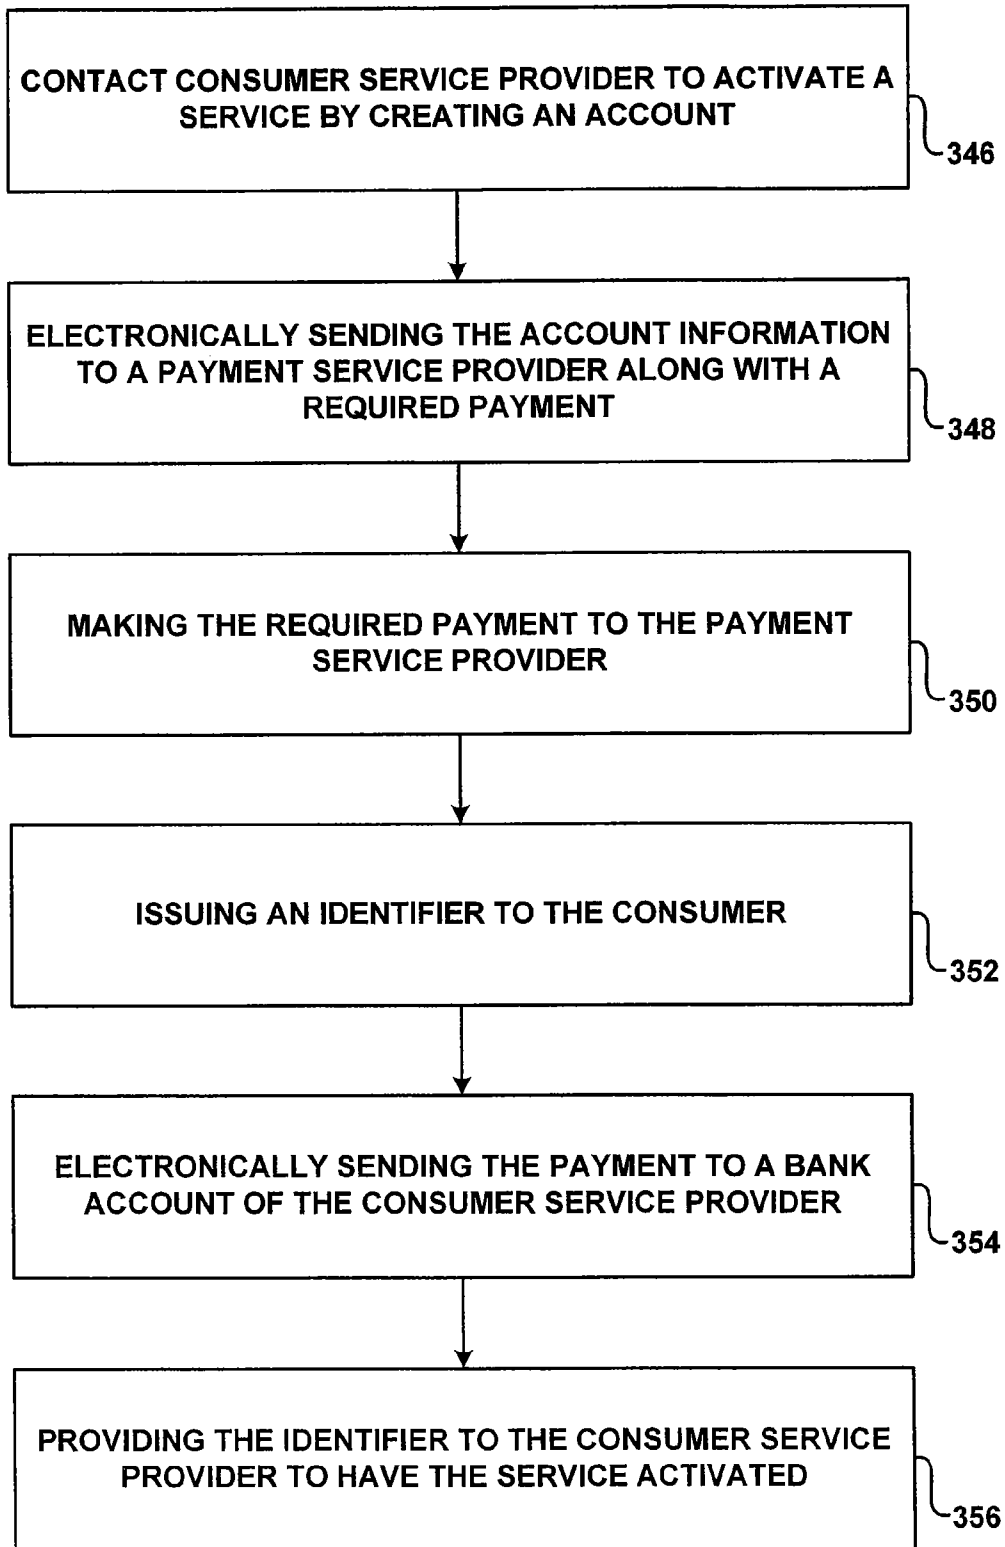 CONTACT CONSUMER SERVICE PROVIDER TO ACTIVATE A
SERVICE BY CREATING AN ACCOUNT
346
ELECTRONICALLY SENDING THE ACCOUNT INFORMATION
TO A PAYMENT SERVICE PROVIDER ALONG WITH A
REQUIRED PAYMENT
348
MAKING THE REQUIRED PAYMENT TO THE PAYMENT
SERVICE PROVIDER
350
ISSUING AN IDENTIFIER TO THE CONSUMER
352
ELECTRONICALLY SENDING THE PAYMENT TO A BANK
ACCOUNT OF THE CONSUMER SERVICE PROVIDER
354
PROVIDING THE IDENTIFIER TO THE CONSUMER SERVICE
PROVIDER TO HAVE THE SERVICE ACTIVATED
356